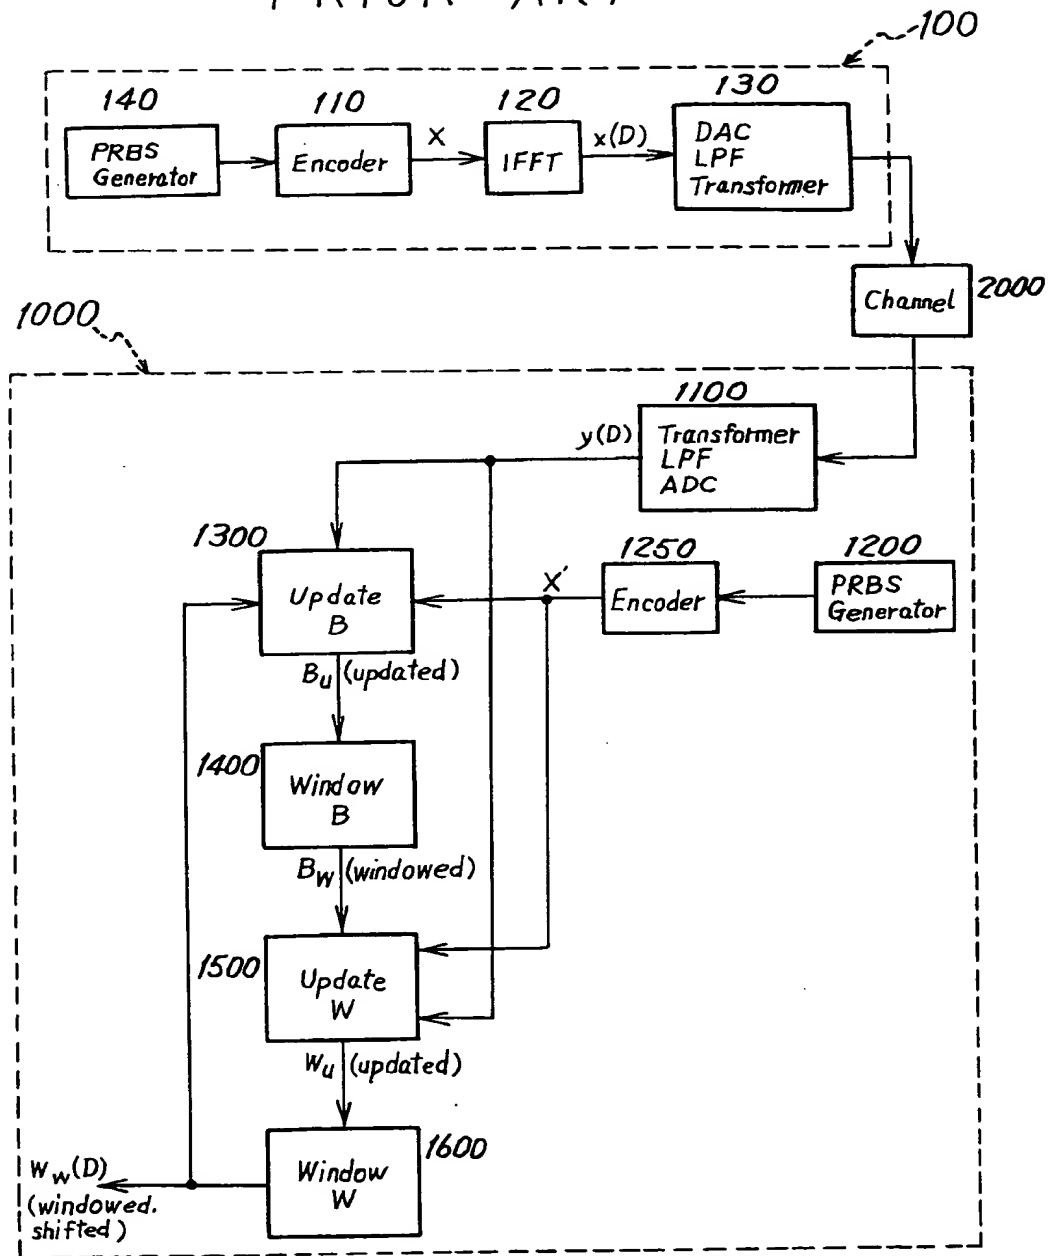 PRIOR ART
100
140
110
120
130
PRBS
Generator
Encoder
X
IFFT
x(D)
DAC
LPF
Transformer
Channel
2000
1000
1100
y(D)
Transformer
LPF
ADC
1300
1250
1200
Update
B
X'
Encoder
PRBS
Generator
Bu (updated)
1400
Window
B
Bw (windowed)
1500
Update
W
Wu (updated)
1600
Window
W
Ww(D)
(windowed.
shifted)